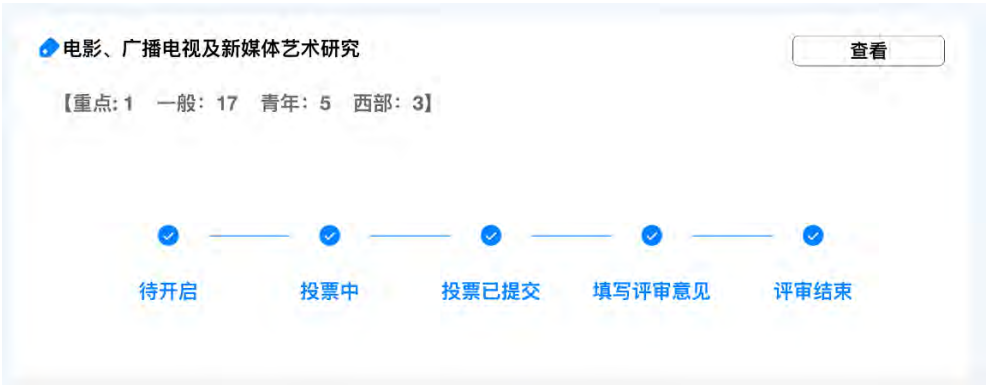 电影、广播电视及新媒体艺术研究
查看
【重点: 1 一般：17 青年：5 西部：3】
待开启 投票中 投票已提交 填写评审意见 评审结束